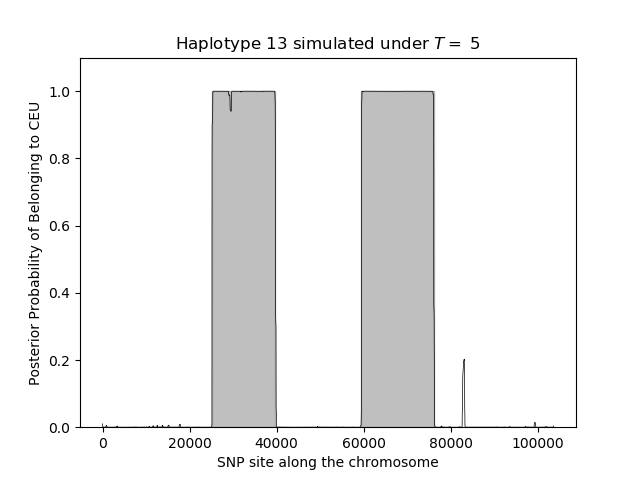 Haplotype 13 simulated under T = 5
Posterior Probability of Belonging to CEU
1.0
0.8
0.6
0.4
0.2
0.0
0 20000 40000 60000 80000 100000
SNP site along the chromosome